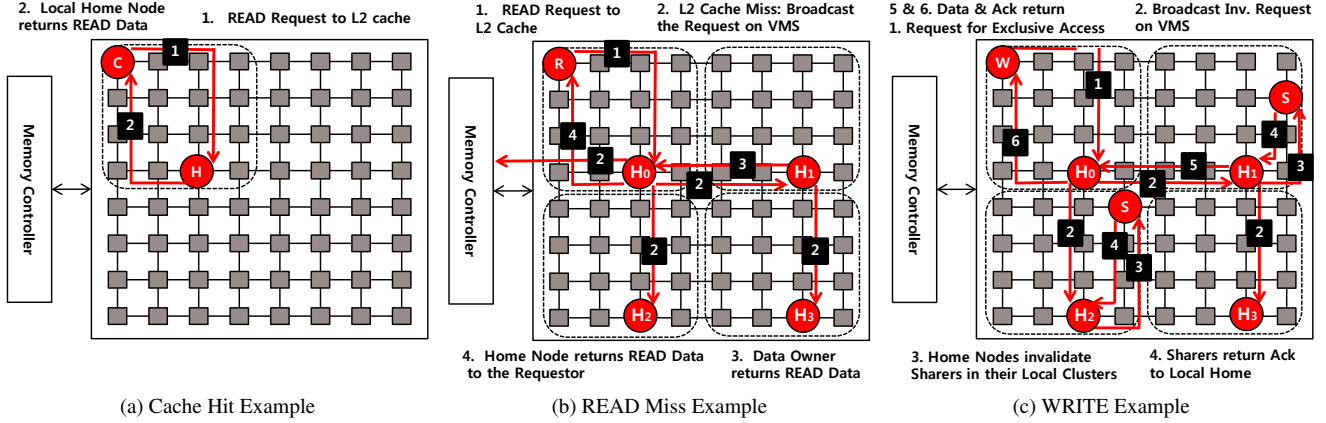 2. Local Home Node
returns READ Data
1. READ Request to L2 cache
Memory Controller
C
1
2
H
(a) Cache Hit Example
1. READ Request to
L2 Cache
2. L2 Cache Miss: Broadcast
the Request on VMS
Memory Controller
R
1
4
2
3
H0
2
H1
2
2
H2
H3
4. Home Node returns READ Data
to the Requestor
3. Data Owner
returns READ Data
(b) READ Miss Example
5 & 6. Data & Ack return
1. Request for Exclusive Access
2. Broadcast Inv. Request
on VMS
Memory Controller
W
1
S
6
4
5
3
H0
2
H1
S
2
4
2
3
H2
H3
3. Home Nodes invalidate
Sharers in their Local Clusters
4. Sharers return Ack
to Local Home
(c) WRITE Example